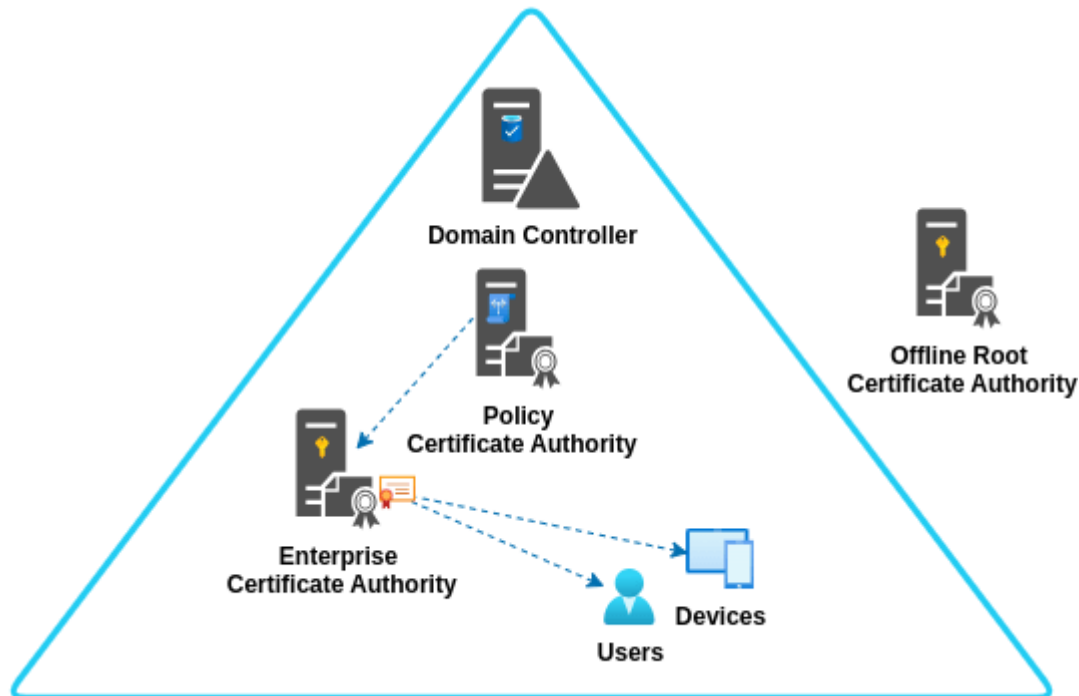 Domain Controller
Offline Root
Certificate Authority
Policy
Certificate Authority
Enterprise
Certificate Authority
Devices
Users